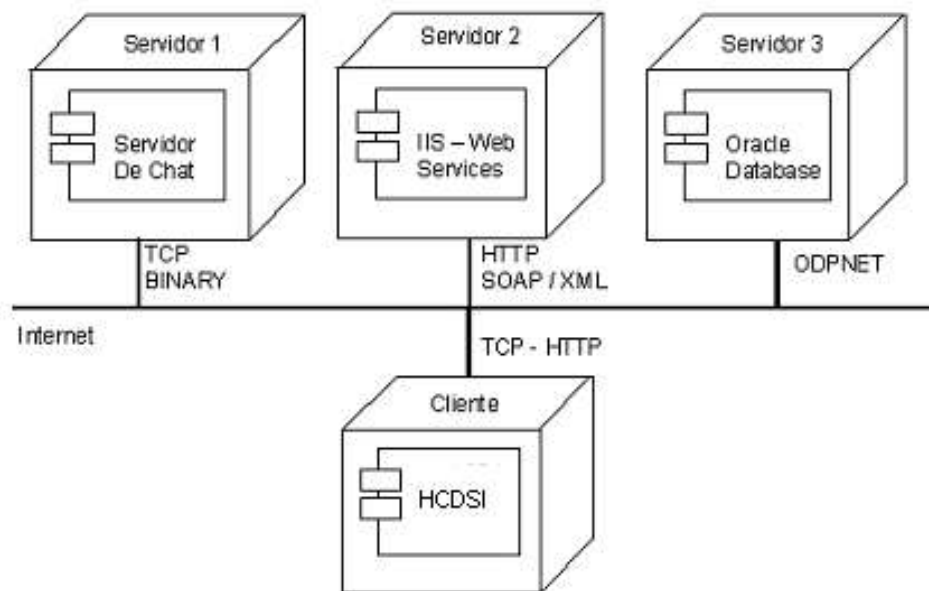 Servidor 1
Servidor 2
Servidor 3
Servidor
De Chat
IIS – Web
Services
Oracle
Database
TCP
BINARY
HTTP
SOAP / XML
ODPNET
Internet
TCP - HTTP
Cliente
HCDSI